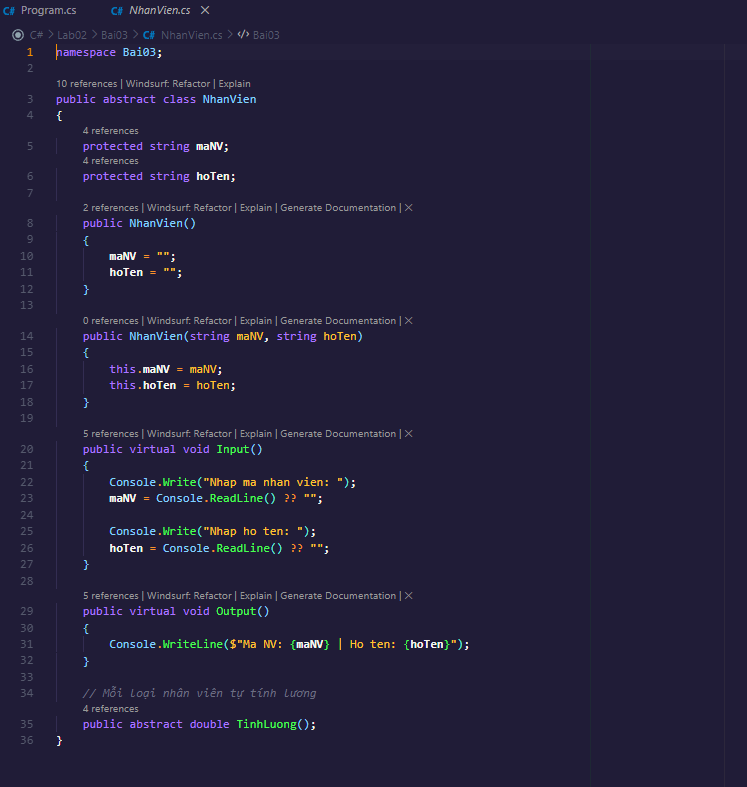 Program.cs NhanVien.cs
C# > Lab02 > Bai03 > NhanVien.cs > Bai03
1 namespace Bai03;
2
10 references | Windsurf: Refactor | Explain
3 public abstract class NhanVien
4 {
4 references
5 protected string maNV;
4 references
6 protected string hoTen;
7
2 references | Windsurf: Refactor | Explain | Generate Documentation | ×
8 public NhanVien()
9 {
10 maNV = "";
11 hoTen = "";
12 }
13
0 references | Windsurf: Refactor | Explain | Generate Documentation | ×
14 public NhanVien(string maNV, string hoTen)
15 {
16 this.maNV = maNV;
17 this.hoTen = hoTen;
18 }
19
5 references | Windsurf: Refactor | Explain | Generate Documentation | ×
20 public virtual void Input()
21 {
22 Console.Write("Nhap ma nhan vien: ");
23 maNV = Console.ReadLine() ?? "";
24
25 Console.Write("Nhap ho ten: ");
26 hoTen = Console.ReadLine() ?? "";
27 }
28
5 references | Windsurf: Refactor | Explain | Generate Documentation | ×
29 public virtual void Output()
30 {
31 Console.WriteLine($"Ma NV: {maNV} | Ho ten: {hoTen}");
32 }
33
34 // Mỗi loại nhân viên tự tính lương
4 references
35 public abstract double TinhLuong();
36 }